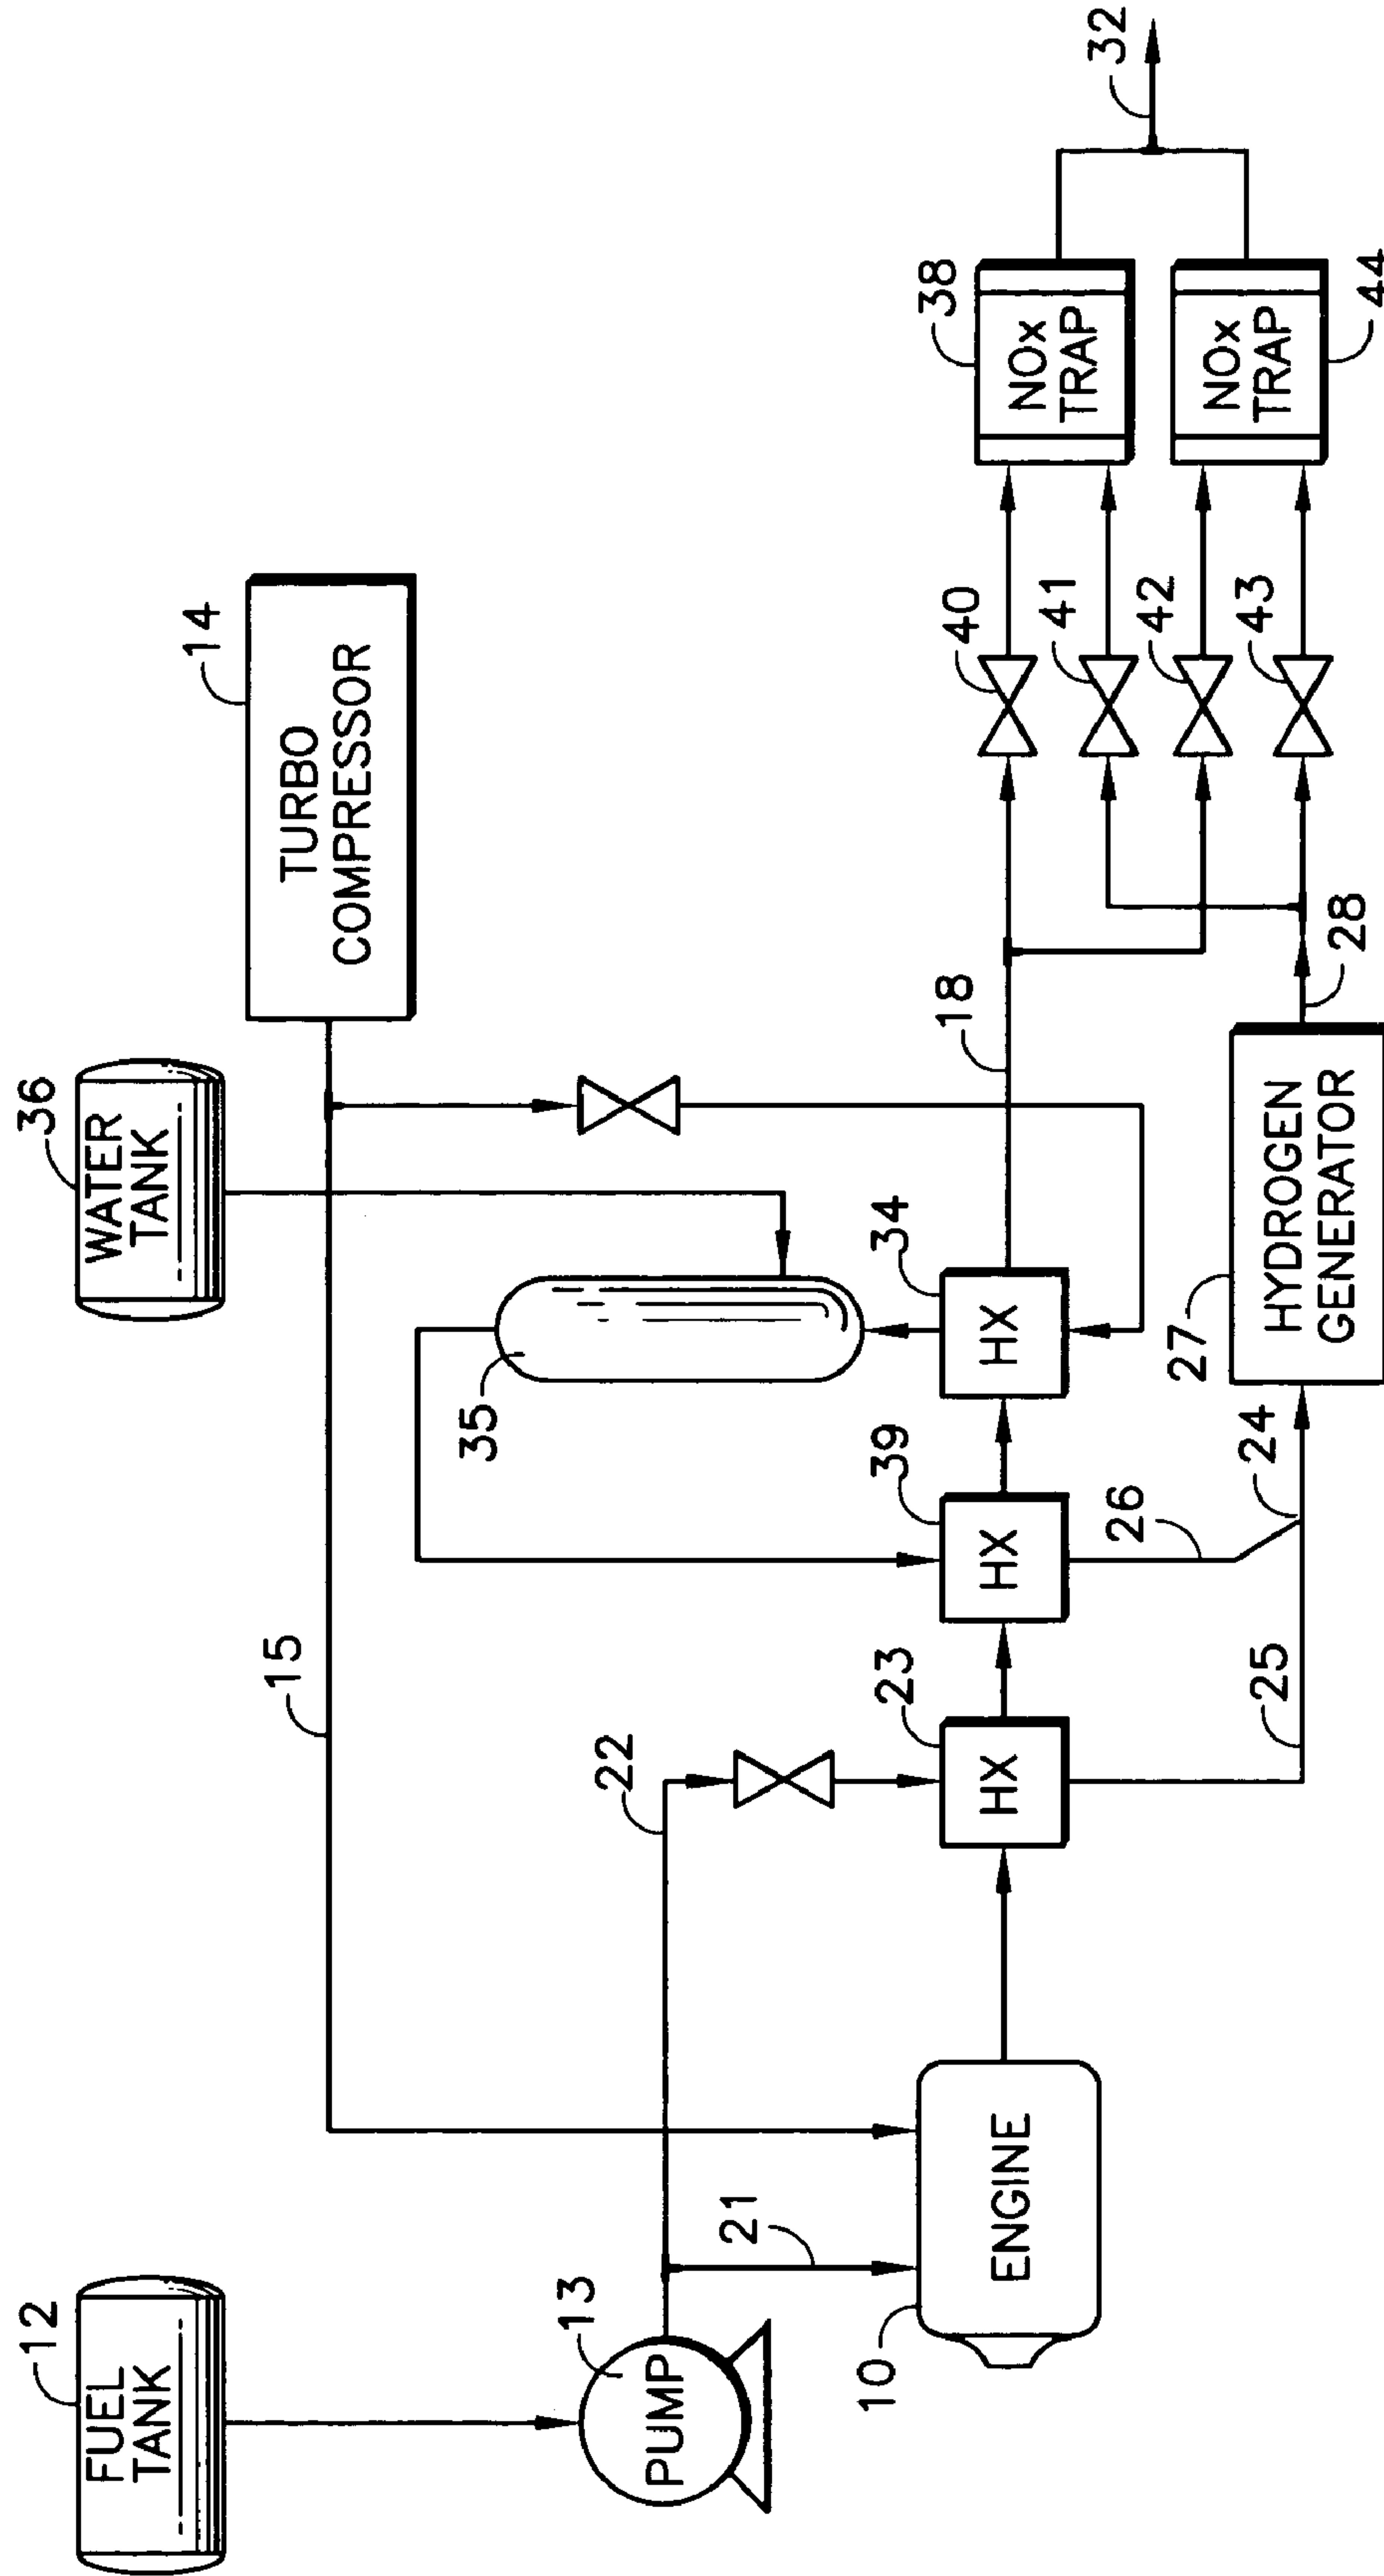 12
FUEL
TANK
36
WATER
TANK
14
TURBO
COMPRESSOR
15
13
PUMP
22
21
35
10
ENGINE
23
HX
39
HX
34
HX
18
25
26
24
27
HYDROGEN
GENERATOR
28
40
41
42
43
38
NOx
TRAP
44
NOx
TRAP
32